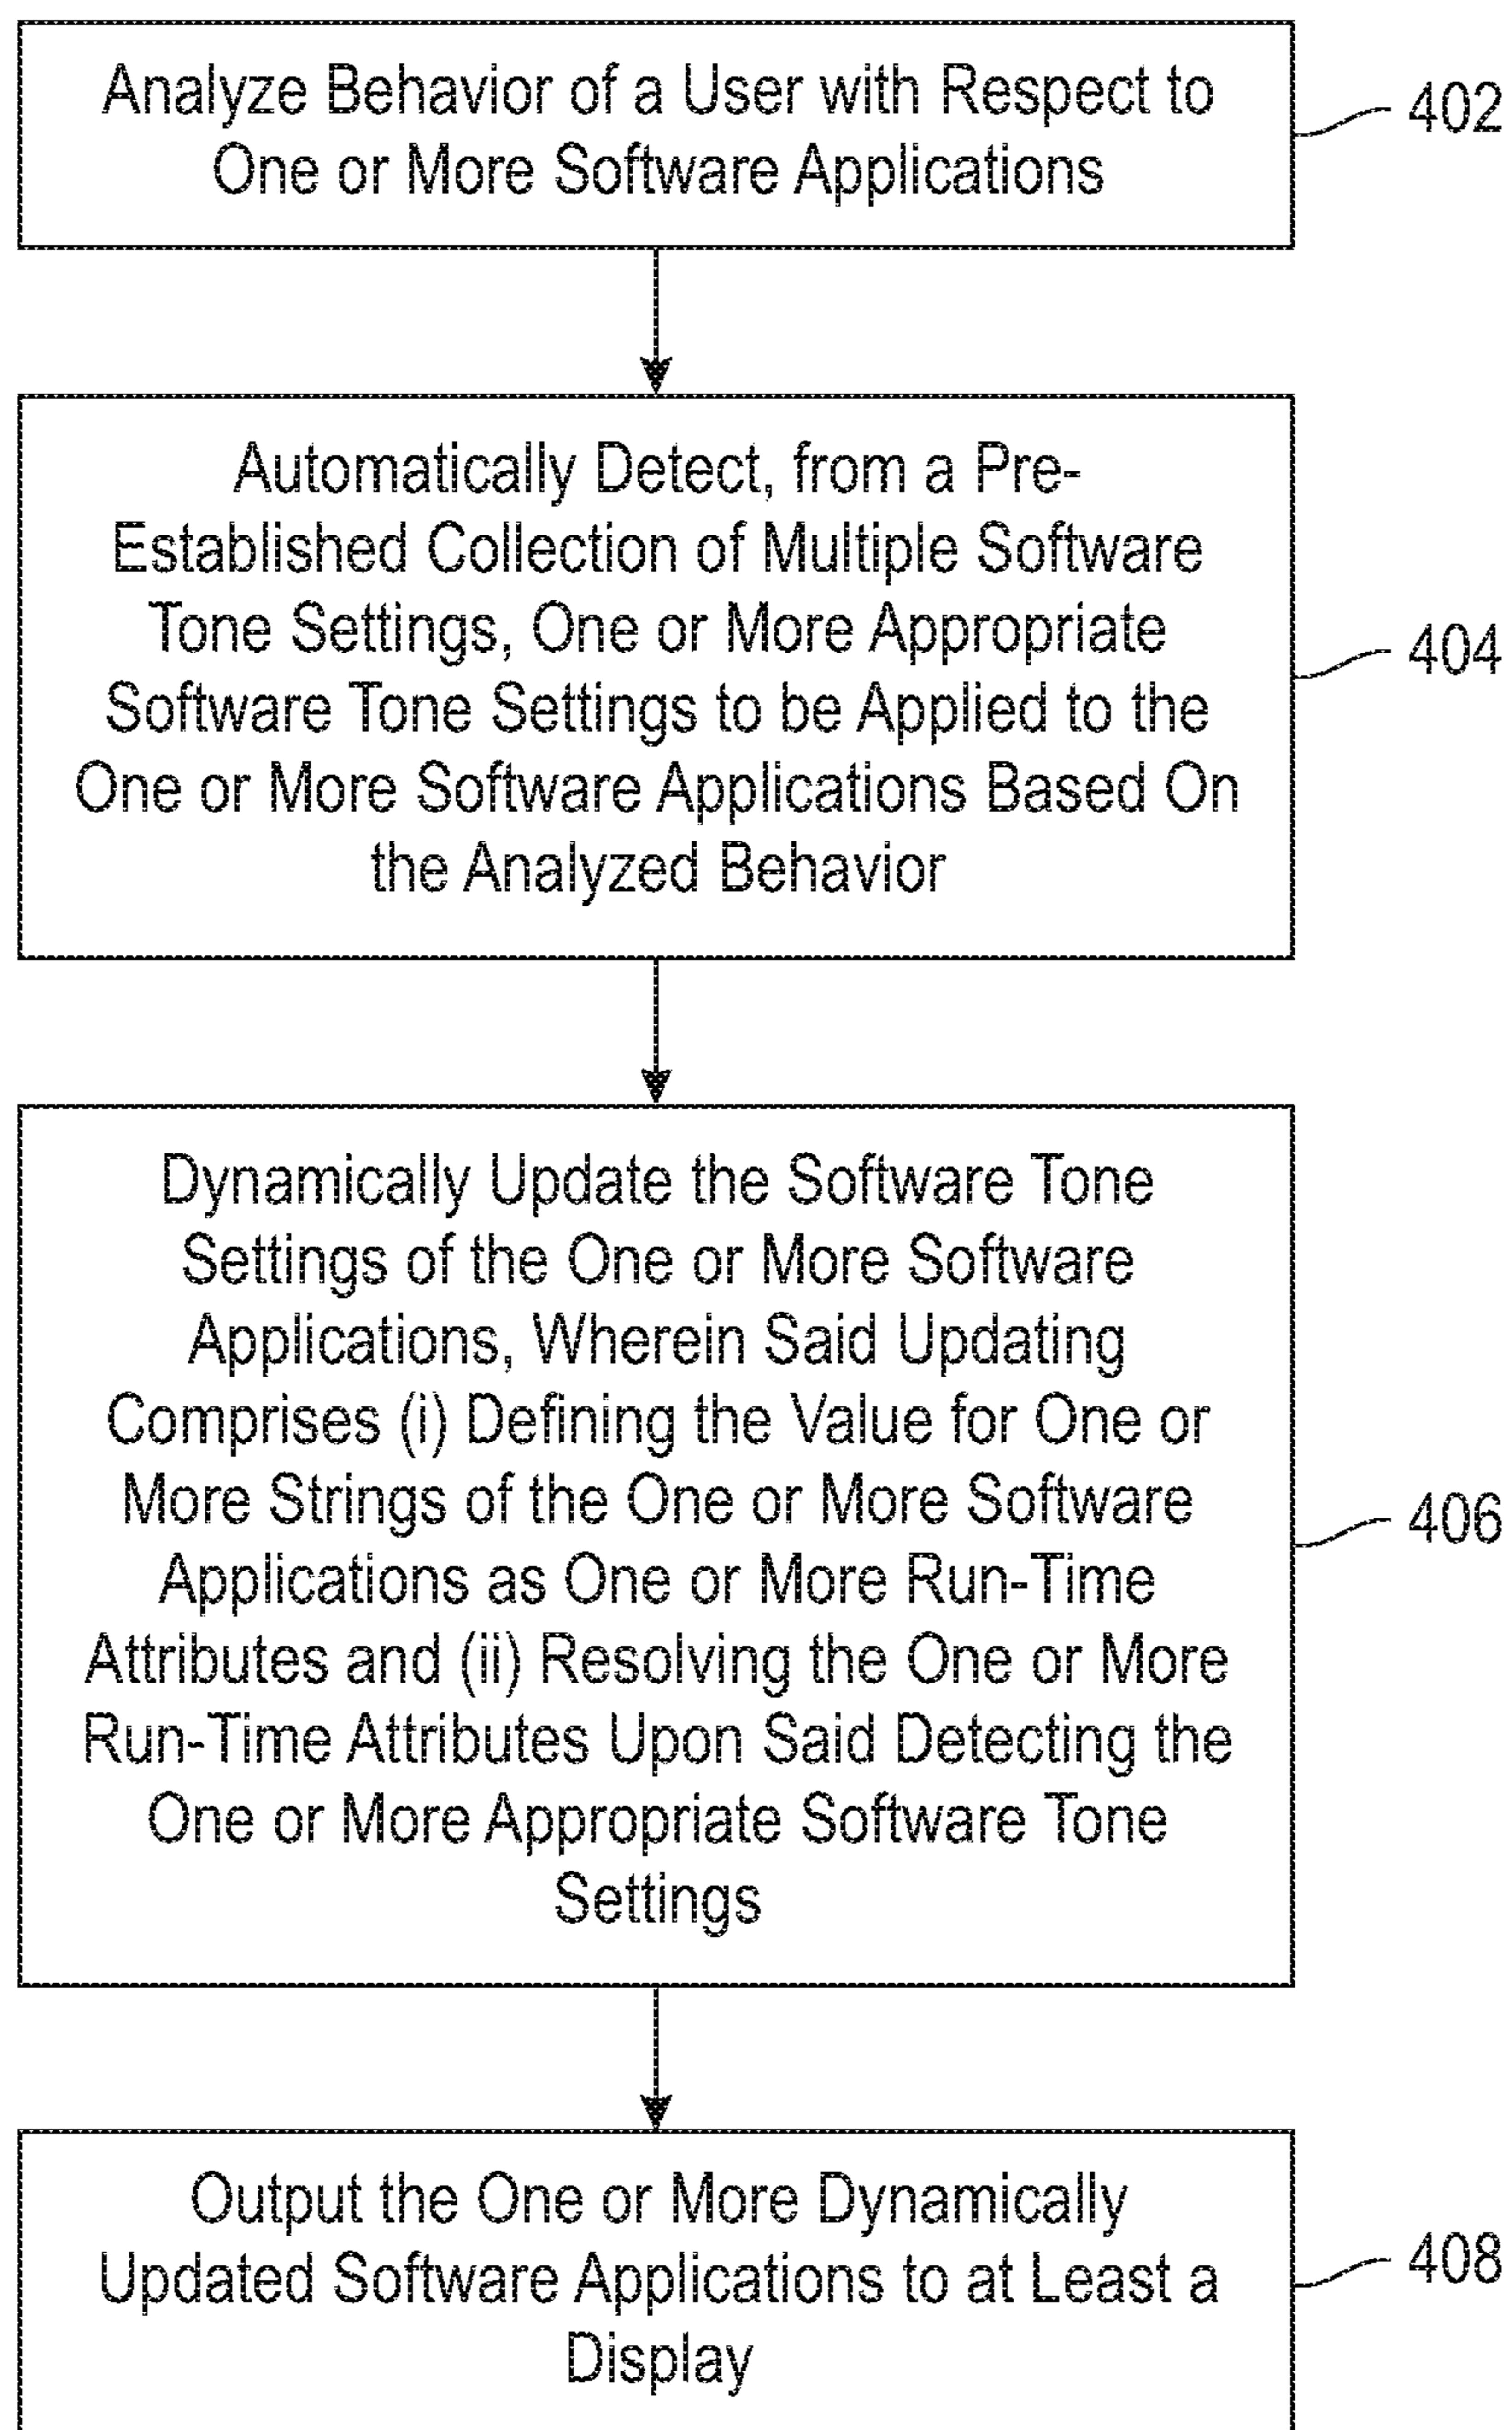 Analyze Behavior of a User with Respect to
One or More Software Applications
402
Automatically Detect, from a Pre-
Established Collection of Multiple Software
Tone Settings, One or More Appropriate
Software Tone Settings to be Applied to the
One or More Software Applications Based On
the Analyzed Behavior
404
Dynamically Update the Software Tone
Settings of the One or More Software
Applications, Wherein Said Updating
Comprises (i) Defining the Value for One or
More Strings of the One or More Software
Applications as One or More Run-Time
Attributes and (ii) Resolving the One or More
Run-Time Attributes Upon Said Detecting the
One or More Appropriate Software Tone
Settings
406
Output the One or More Dynamically
Updated Software Applications to at Least a
Display
408